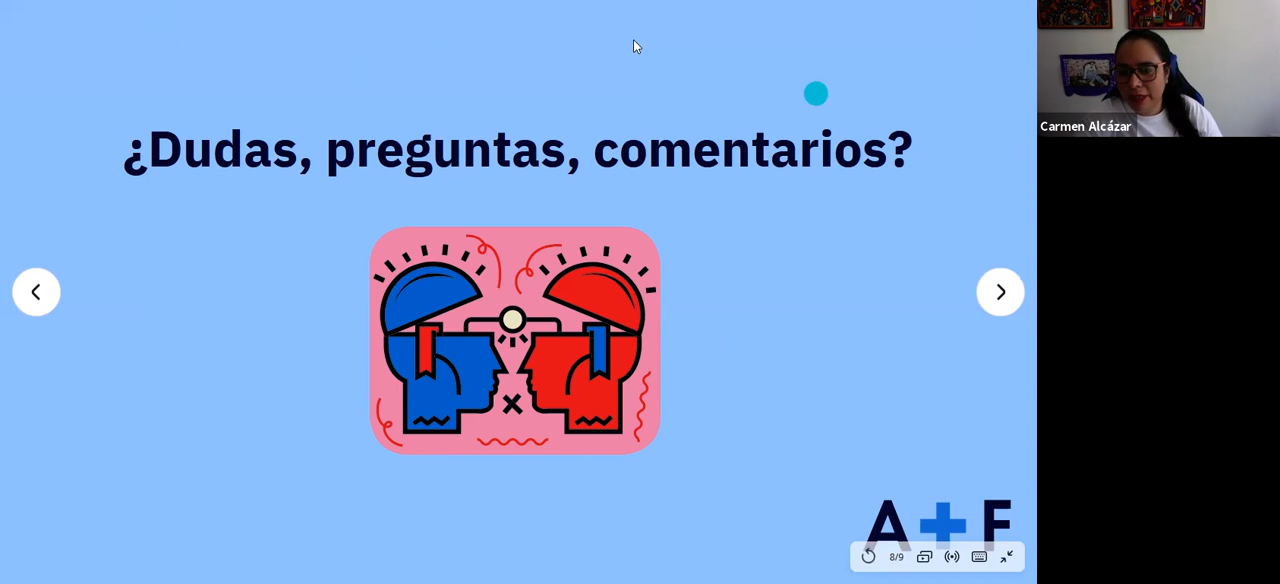 ¿Dudas, preguntas, comentarios?
Carmen Alcázar
A + F
8/9